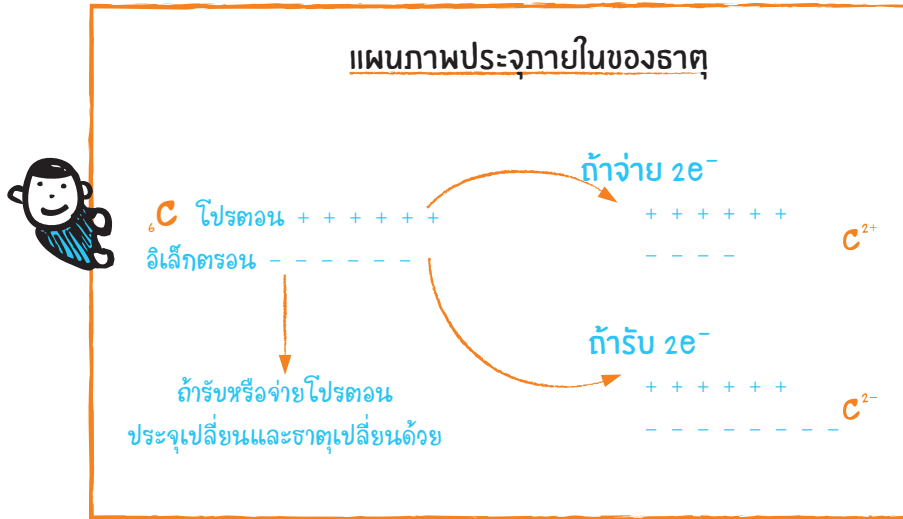 แผนภาพประจุภายในของธาตุ
₆C โปรตอน + + + + + +
อิเล็กตรอน - - - - - -
ถ้ารับหรือจ่ายโปรตอน
ประจุเปลี่ยนและธาตุเปลี่ยนด้วย
ถ้าจ่าย 2e⁻
+ + + + + +
- - - -
C²⁺
ถ้ารับ 2e⁻
+ + + + + +
- - - - - - - -
C²⁻